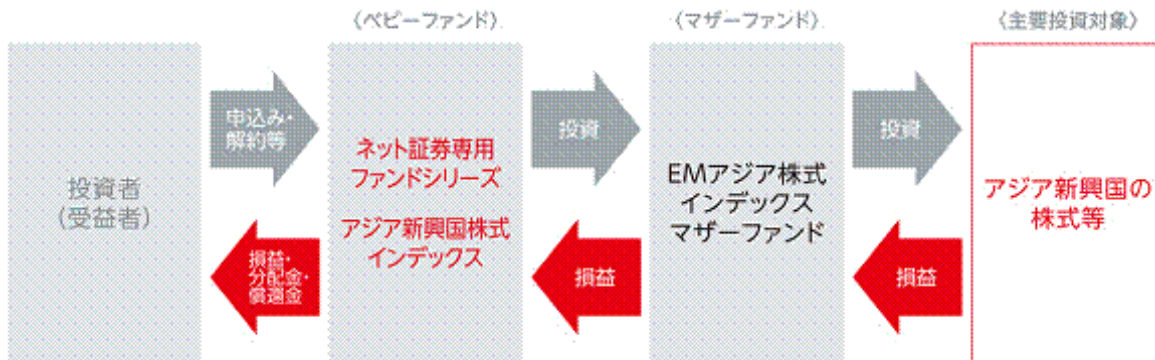 〈ベビーファンド〉
〈マザーファンド〉
〈主要投資対象〉
投資者
（受益者）
申込み・
解約等
損益・
分配金・
償還金
ネット証券専用
ファンドシリーズ
アジア新興国株式
インデックス
投資
損益
EMアジア株式
インデックス
マザーファンド
投資
損益
アジア新興国の
株式等